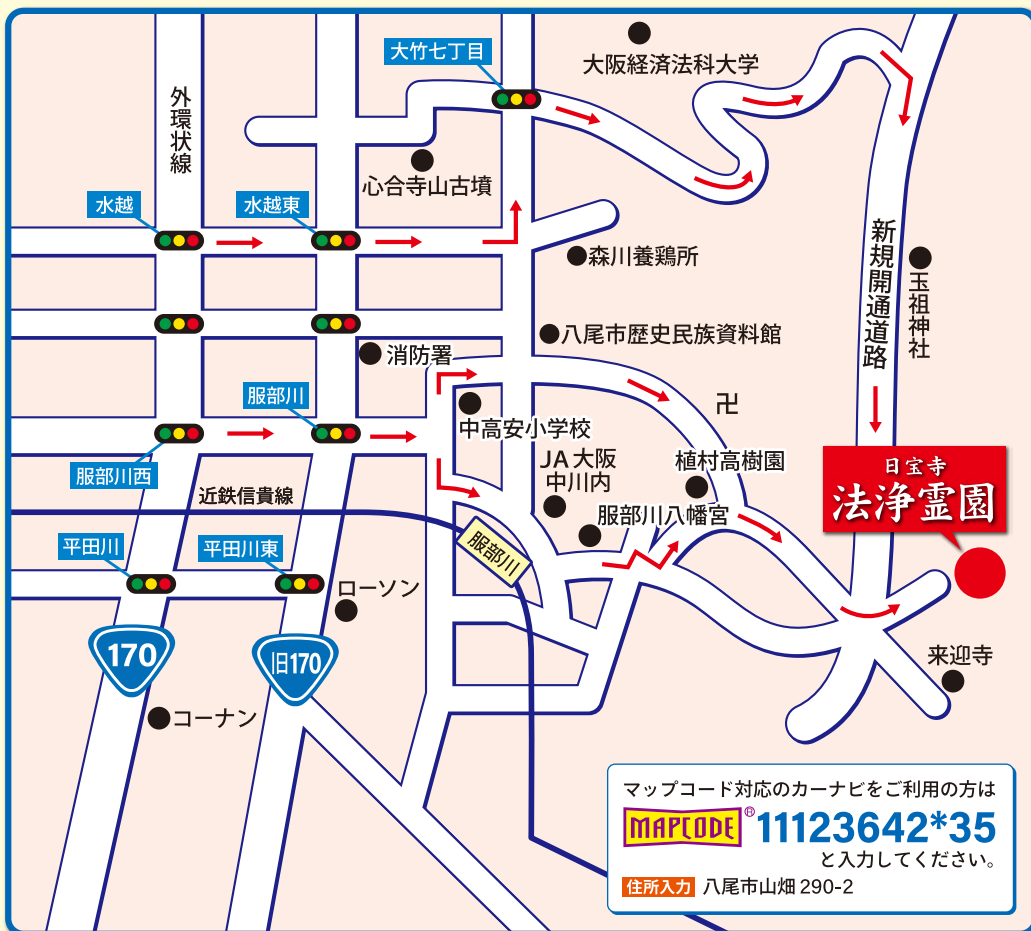 大竹七丁目
大阪経済法科大学
外環状線
心合寺山古墳
水越
水越東
森川養鶏所
新規開通道路
玉祖神社
八尾市歴史民族資料館
消防署
服部川
卍
中高安小学校
服部川西
JA大阪
中川内
植村高樹園
日宝寺
法浄霊園
近鉄信貴線
服部川八幡宮
平田川
平田川東
服部川
ローソン
170
旧170
来迎寺
コーナン
マップコード対応のカーナビをご利用の方は
MAPCODE® 11123642*35
と入力してください。
住所入力 八尾市山畑 290-2